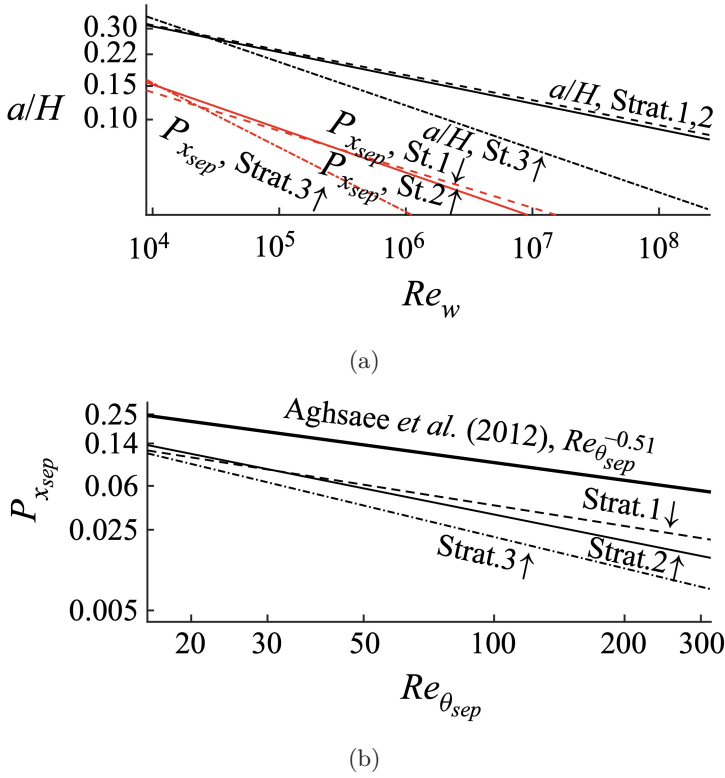 0.30
0.22
0.15
a/H
0.10
a/H, Strat.1,2
P_{x_{sep}}, St.1↓
a/H, St.3↑
P_{x_{sep}}, Strat.3↑
P_{x_{sep}}, St.2↑
10^4 10^5 10^6 10^7 10^8
Re_w
(a)
0.25
Aghsaee et al. (2012), Re_{θ_{sep}}^{−0.51}
0.14
P_{x_{sep}}
0.06
Strat.1↓
0.025
Strat.2↑
Strat.3↑
0.005
20 30 50 100 200 300
Re_{θ_{sep}}
(b)